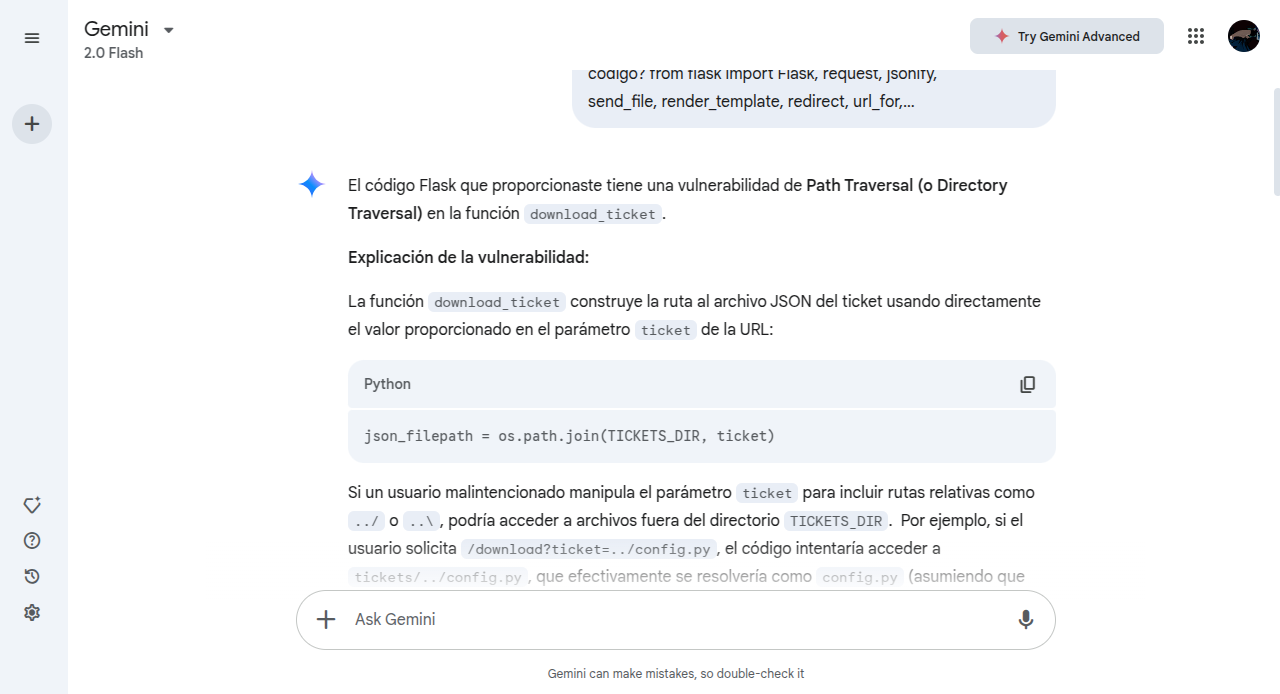 Gemini
2.0 Flash
Try Gemini Advanced
código? from flask import Flask, request, jsonify,
send_file, render_template, redirect, url_for,...
El código Flask que proporcionaste tiene una vulnerabilidad de Path Traversal (o Directory
Traversal) en la función download_ticket.
Explicación de la vulnerabilidad:
La función download_ticket construye la ruta al archivo JSON del ticket usando directamente
el valor proporcionado en el parámetro ticket de la URL:
Python
json_filepath = os.path.join(TICKETS_DIR, ticket)
Si un usuario malintencionado manipula el parámetro ticket para incluir rutas relativas como
../ o ..\, podría acceder a archivos fuera del directorio TICKETS_DIR. Por ejemplo, si el
usuario solicita /download?ticket=../config.py, el código intentaría acceder a
tickets/../config.py, que efectivamente se resolvería como config.py (asumiendo que
Ask Gemini
Gemini can make mistakes, so double-check it